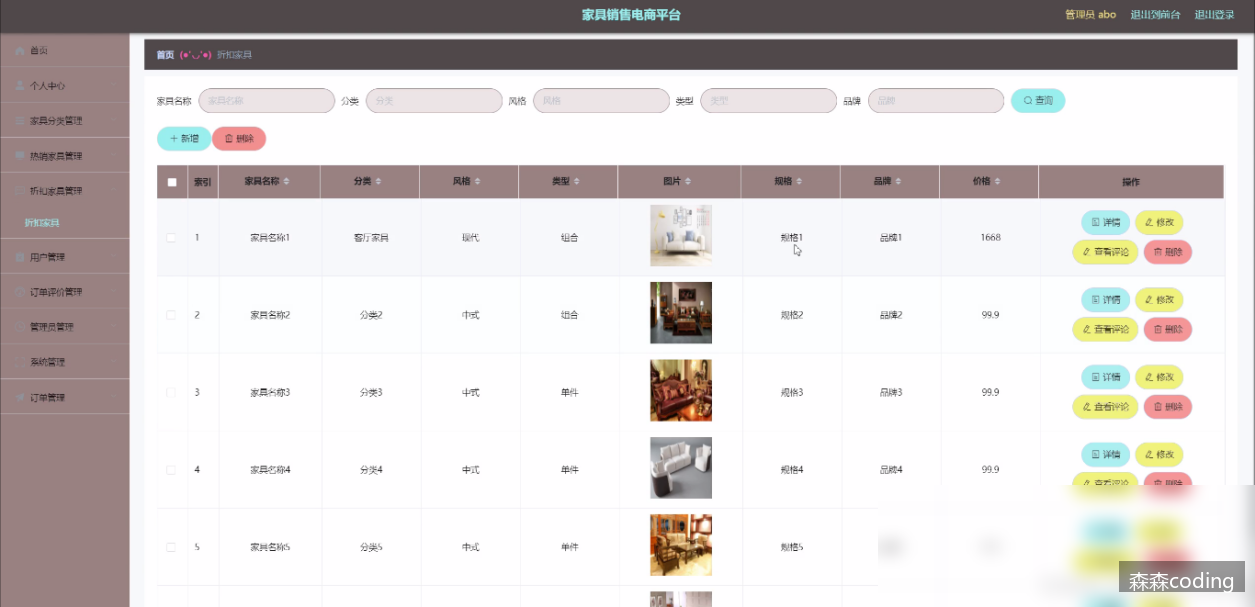 家具销售电商平台
管理员 abo 退出到前台 退出登录
首页
个人中心
家具分类管理
热销家具管理
折扣家具管理
折扣家具
用户管理
订单评价管理
管理员管理
系统管理
订单管理
首页 (●'◡'●) 折扣家具
家具名称 家具名称 分类 分类 风格 风格 类型 类型 品牌 品牌 查询
+ 新增 删除
索引 家具名称 分类 风格 类型 图片 规格 品牌 价格 操作
1 家具名称1 客厅家具 现代 组合 规格1 品牌1 1668 详情 修改
查看评论 删除
2 家具名称2 分类2 中式 组合 规格2 品牌2 99.9 详情 修改
查看评论 删除
3 家具名称3 分类3 中式 单件 规格3 品牌3 99.9 详情 修改
查看评论 删除
4 家具名称4 分类4 中式 单件 规格4 品牌4 99.9 详情 修改
查看评论 删除
5 家具名称5 分类5 中式 单件 规格5
森森coding